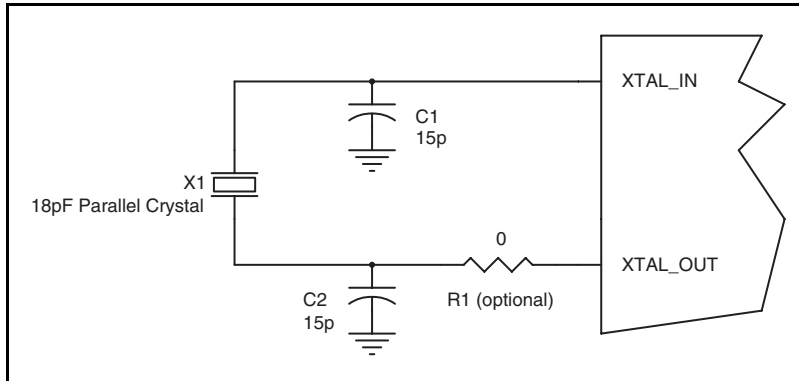 XTAL_IN
C1
15p
X1
18pF Parallel Crystal
0
XTAL_OUT
C2
15p
R1 (optional)